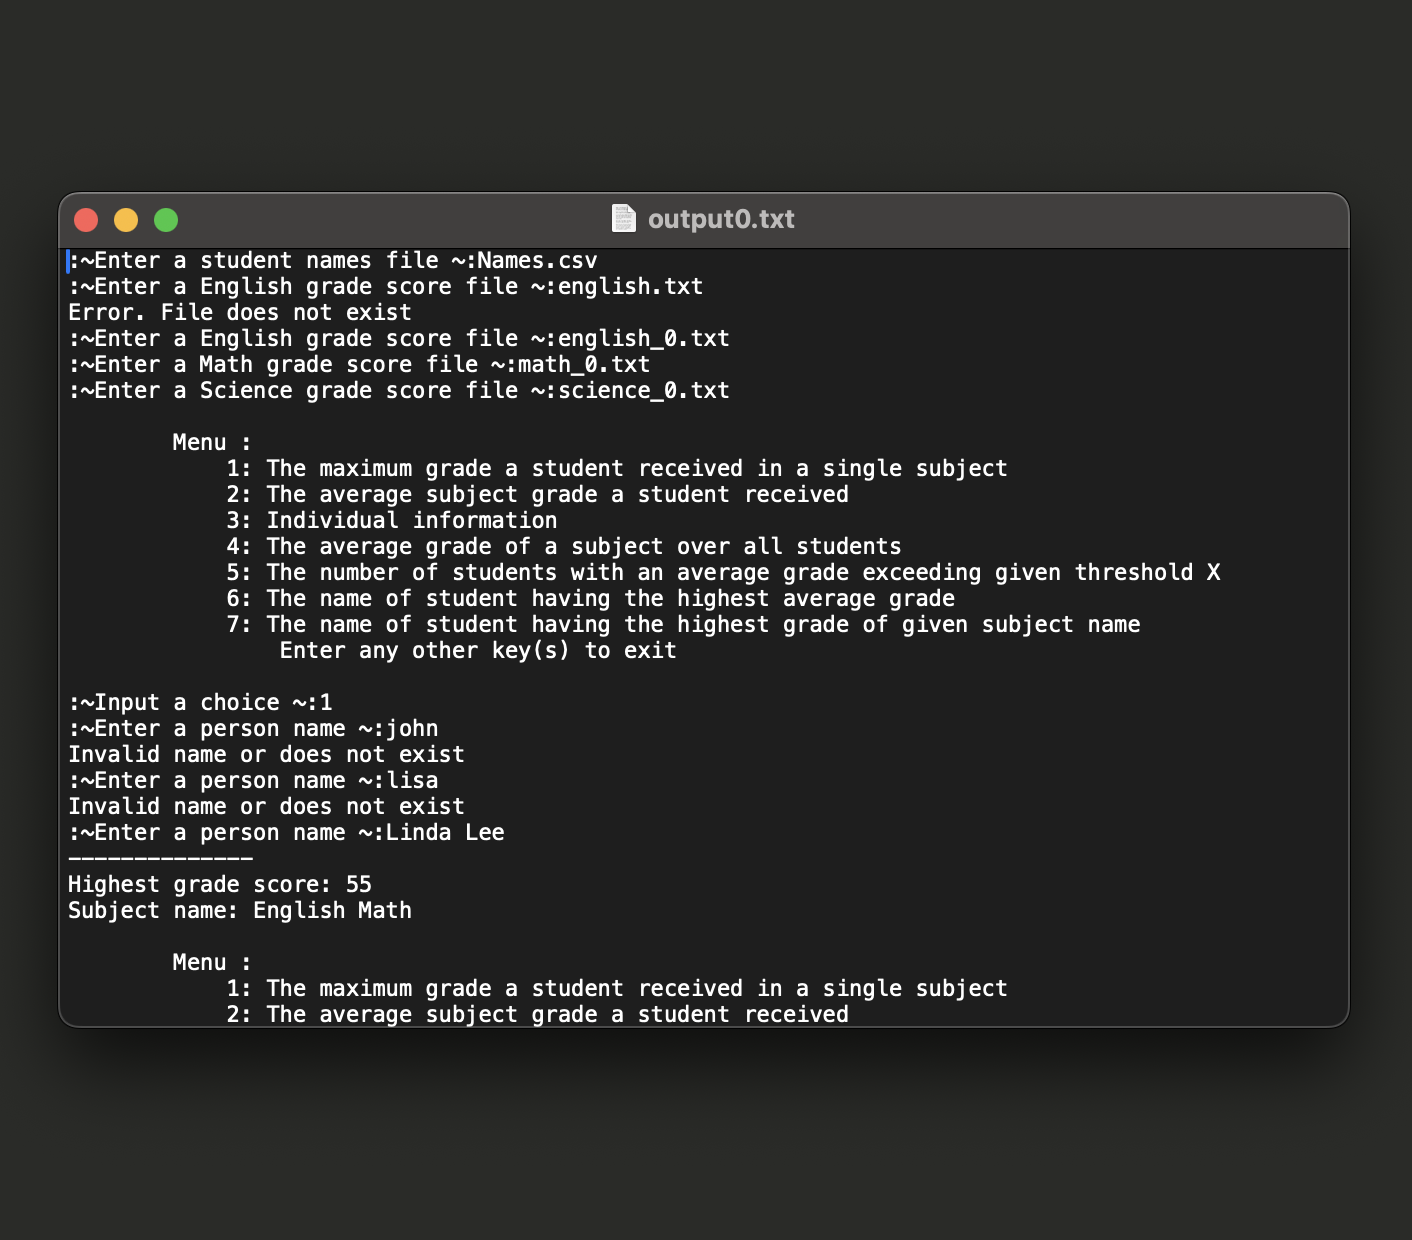 output0.txt
:~Enter a student names file ~:Names.csv
:~Enter a English grade score file ~:english.txt
Error. File does not exist
:~Enter a English grade score file ~:english_0.txt
:~Enter a Math grade score file ~:math_0.txt
:~Enter a Science grade score file ~:science_0.txt
Menu :
1: The maximum grade a student received in a single subject
2: The average subject grade a student received
3: Individual information
4: The average grade of a subject over all students
5: The number of students with an average grade exceeding given threshold X
6: The name of student having the highest average grade
7: The name of student having the highest grade of given subject name
Enter any other key(s) to exit
:~Input a choice ~:1
:~Enter a person name ~:john
Invalid name or does not exist
:~Enter a person name ~:lisa
Invalid name or does not exist
:~Enter a person name ~:Linda Lee
--------------
Highest grade score: 55
Subject name: English Math
Menu :
1: The maximum grade a student received in a single subject
2: The average subject grade a student received